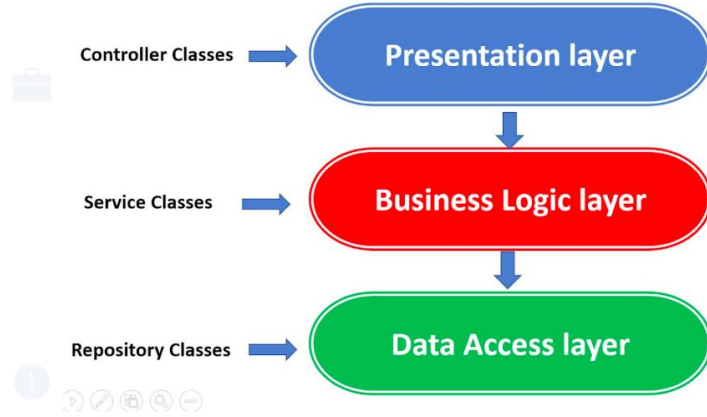 Controller Classes
Presentation layer
Service Classes
Business Logic layer
Repository Classes
Data Access layer